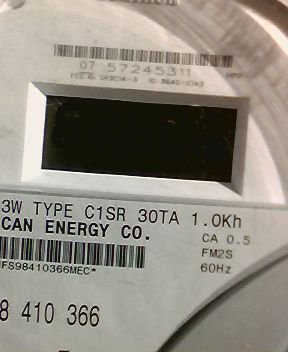 07 57245311
3W TYPE C1SR 30TA 1.0Kh
CAN ENERGY CO.
CA 0.5
FM2S
60Hz
FS98410366MEC*
8 410 366